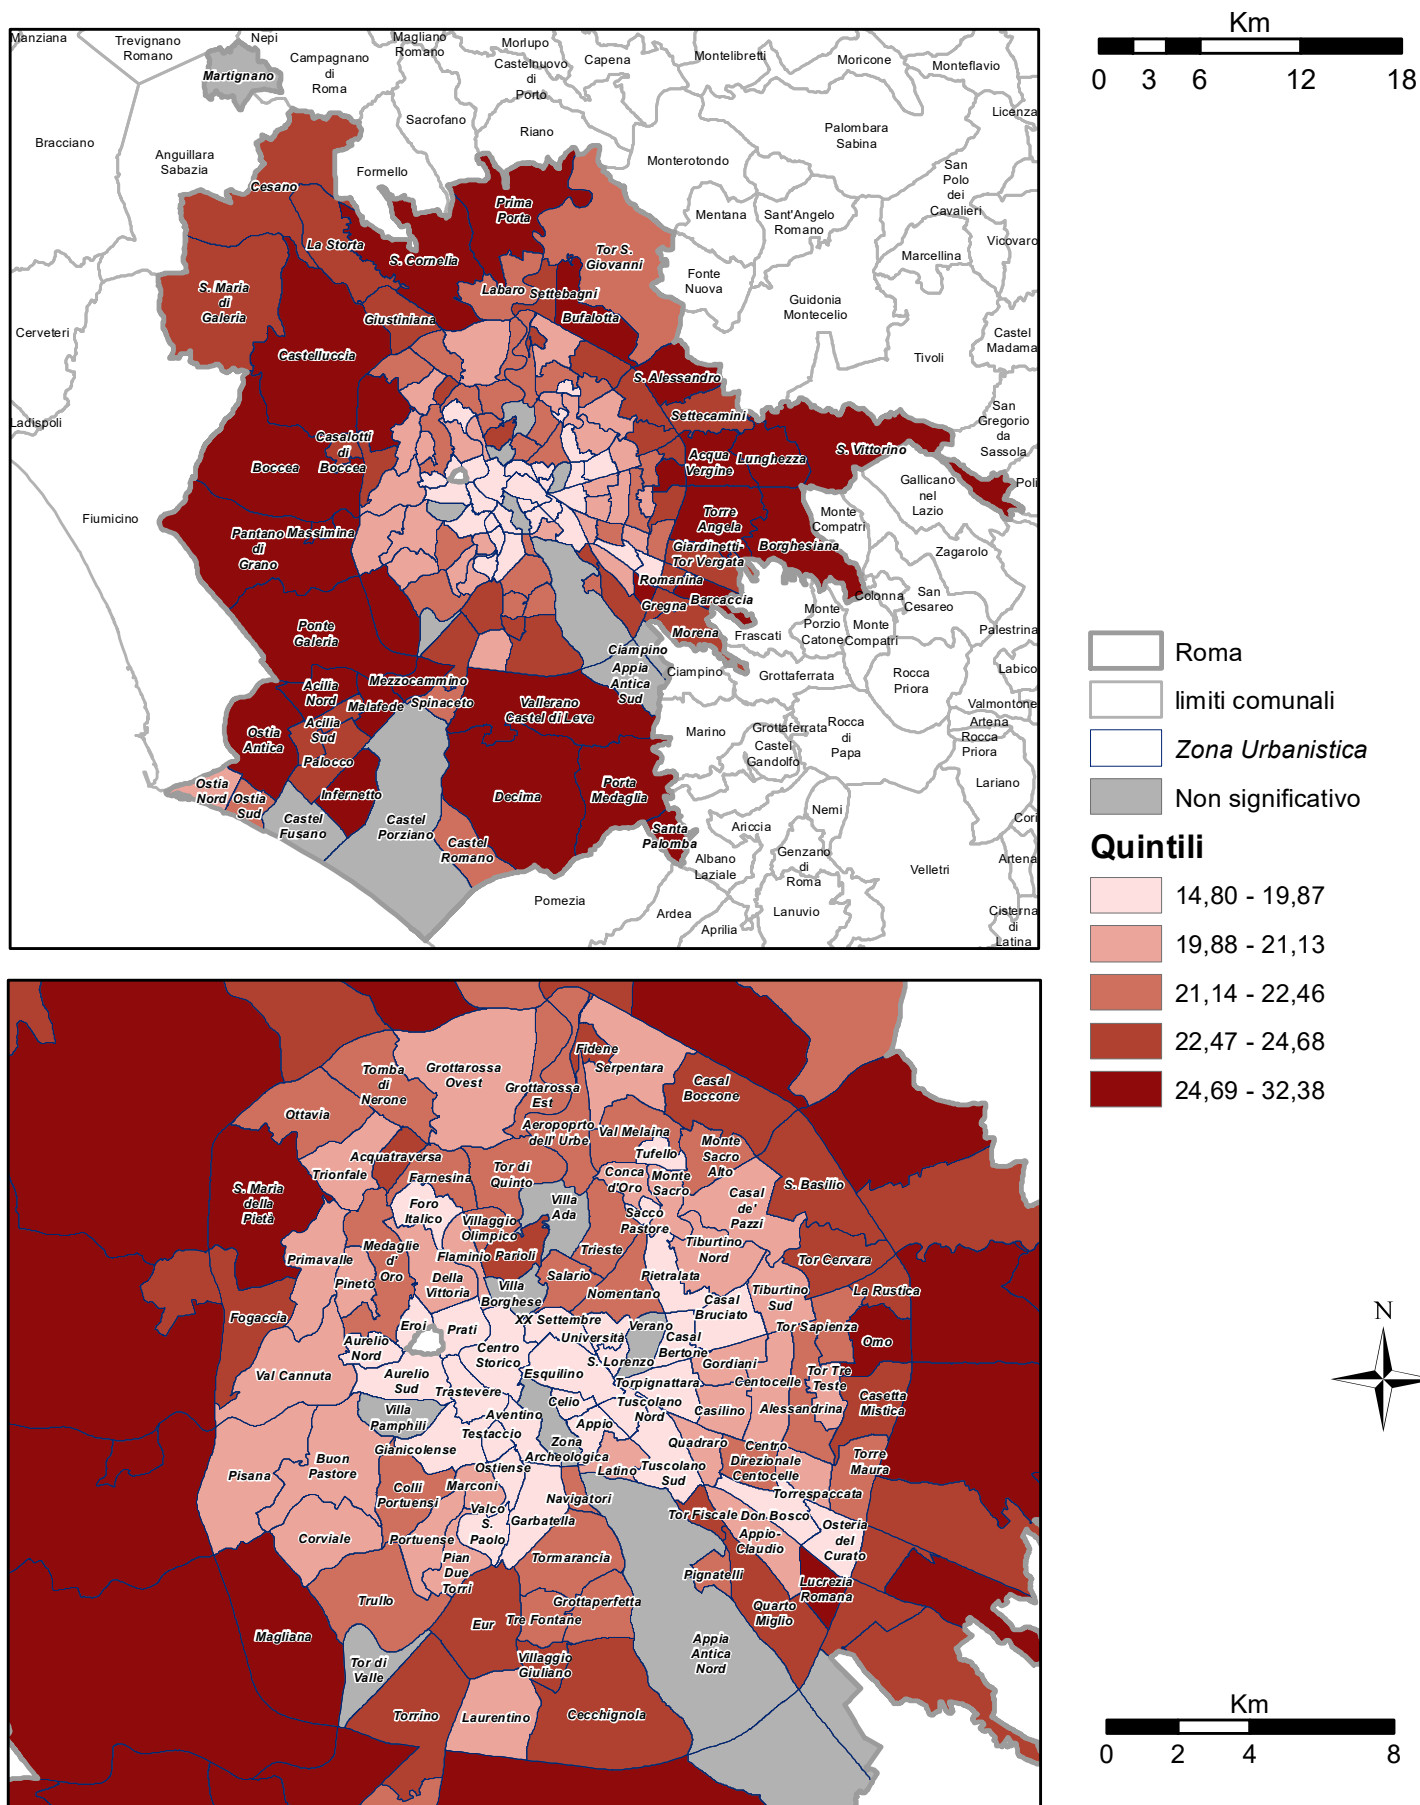 Manziana
Trevignano
Romano
Nepi
Magliano
Romano
Morlupo
Campagnano
di
Roma
Castelnuovo
di
Porto
Capena
Montelibretti
Moricone
Monteflavio
Martignano
Bracciano
Anguillara
Sabazia
Sacrofano
Riano
Formello
Monterotondo
Palombara
Sabina
Licenza
San
Polo
dei
Cavalieri
Cesano
Prima
Porta
Mentana
Sant'Angelo
Romano
Vicovaro
La Storta
S. Cornelia
Tor S.
Giovanni
Marcellina
S. Maria
di
Galeria
Labaro
Settebagni
Fonte
Nuova
Guidonia
Montecelio
Cerveteri
Giustiniana
Bufalotta
Castel
Madama
Castelluccia
Tivoli
S. Alessandro
Ladispoli
Settecamini
San
Gregorio
da
Sassola
Casalotti
di
Boccea
Boccea
Acqua
Vergine
Lunghezza
S. Vittorino
Gallicano
nel
Lazio
Poli
Fiumicino
Pantano
di
Grano
Massimina
Torre
Angela
Monte
Compatri
Giardinetti-
Tor Vergata
Borghesiana
Zagarolo
Romanina
Colonna
San
Cesareo
Gregna
Barcaccia
Monte
Porzio
Catone
Monte
Compatri
Ponte
Galeria
Morena
Frascati
Palestrina
Ciampino
Appia
Antica
Sud
Ciampino
Grottaferrata
Rocca
Priora
Labico
Acilia
Nord
Mezzocammino
Malafede
Spinaceto
Vallerano
Castel di Leva
Valmontone
Acilia
Sud
Ostia
Antica
Marino
Grottaferrata
Castel
Gandolfo
Rocca
di
Papa
Artena
Rocca
Priora
Palocco
Ostia
Nord
Ostia
Sud
Infernetto
Decima
Porta
Medaglia
Lariano
Castel
Fusano
Castel
Porziano
Nemi
Cori
Castel
Romano
Santa
Palomba
Ariccia
Albano
Laziale
Genzano
di
Roma
Velletri
Artena
Pomezia
Ardea
Aprilia
Lanuvio
Cisterna
di
Latina
Km
0 3 6 12 18
Roma
limiti comunali
Zona Urbanistica
Non significativo
Quintili
14,80 - 19,87
19,88 - 21,13
21,14 - 22,46
22,47 - 24,68
24,69 - 32,38
Fidene
Serpentara
Tomba
di
Nerone
Grottarossa
Ovest
Grottarossa
Est
Casal
Boccone
Ottavia
Aeropoprto
dell' Urbe
Val Melaina
Tufello
Monte
Sacro
Alto
Acquatraversa
Trionfale
Farnesina
Tor di
Quinto
Conca
d'Oro
Monte
Sacro
S. Basilio
S. Maria
della
Pietà
Foro
Italico
Villa
Ada
Casal
de'
Pazzi
Villaggio
Olimpico
Sacco
Pastore
Primavalle
Medaglie
d'
Oro
Flaminio
Parioli
Trieste
Tiburtino
Nord
Tor Cervara
Pineto
Della
Vittoria
Salario
Pietralata
Villa
Borghese
Nomentano
Tiburtino
Sud
La Rustica
Fogaccia
Casal
Bruciato
Eroi
Prati
XX Settembre
Verano
Tor Sapienza
Università
Casal
Bertone
Omo
Aurelio
Nord
Centro
Storico
S. Lorenzo
Gordiani
Val Cannuta
Aurelio
Sud
Esquilino
Torpignattara
Centocelle
Tor Tre
Teste
Trastevere
Celio
Tuscolano
Nord
Casilino
Alessandrina
Casetta
Mistica
Villa
Pamphili
Aventino
Appio
Testaccio
Gianicolense
Zona
Archeologica
Quadraro
Centro
Direzionale
Centocelle
Torre
Maura
Buon
Pastore
Pisana
Ostiense
Latino
Tuscolano
Sud
Colli
Portuensi
Marconi
Navigatori
Torrespaccata
Valco
S.
Paolo
Garbatella
Tor Fiscale
Don Bosco
Osteria
del
Curato
Corviale
Portuense
Appio-
Claudio
Pian
Due
Torri
Tormarancia
Pignatelli
Lucrezia
Romana
Trullo
Grottaperfetta
Eur
Tre Fontane
Quarto
Miglio
Magliana
Appia
Antica
Nord
Tor di
Valle
Villaggio
Giuliano
Torrino
Laurentino
Cecchignola
N
Km
0 2 4 8